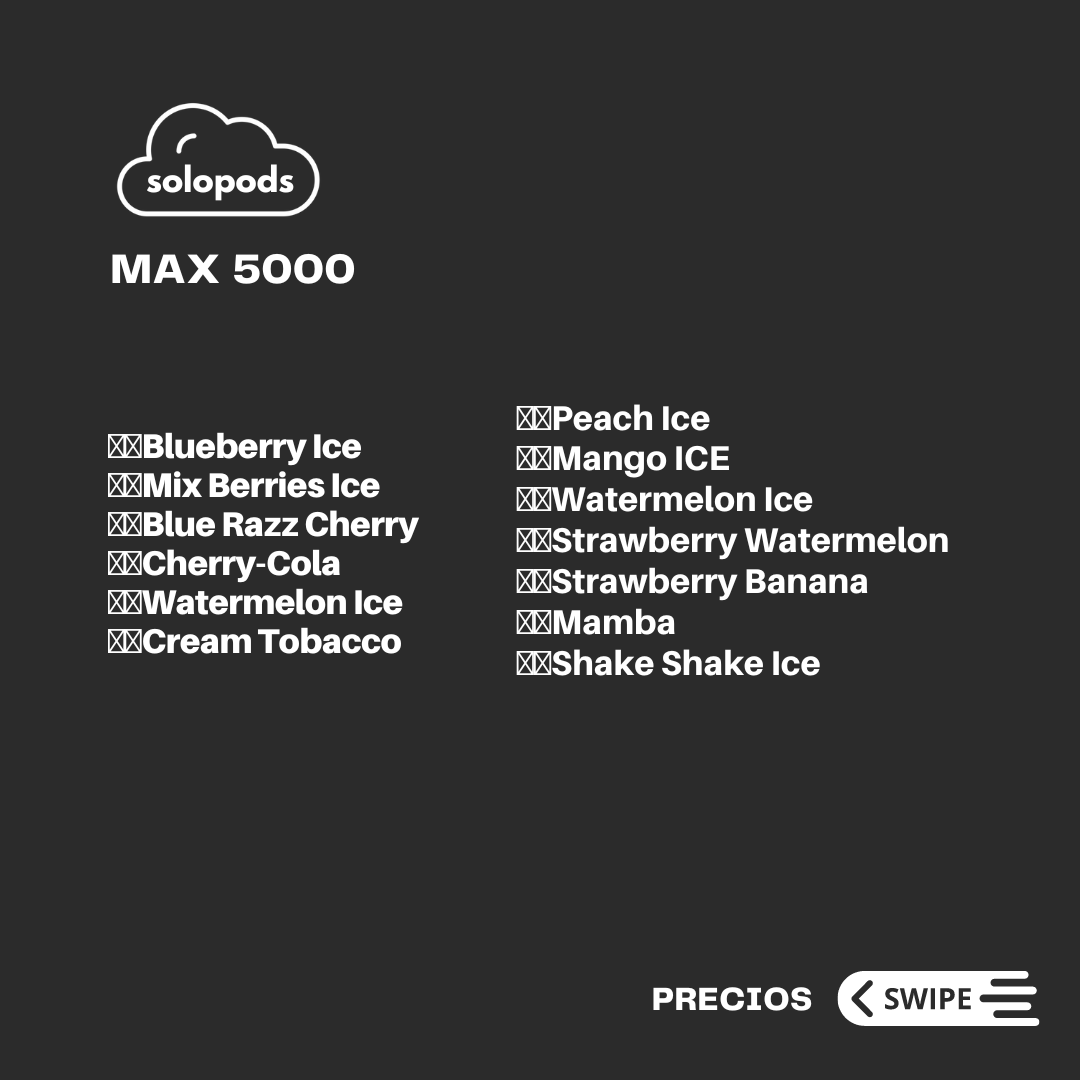 solopods
MAX 5000
Blueberry Ice
Mix Berries Ice
Blue Razz Cherry
Cherry-Cola
Watermelon Ice
Cream Tobacco
Peach Ice
Mango ICE
Watermelon Ice
Strawberry Watermelon
Strawberry Banana
Mamba
Shake Shake Ice
PRECIOS
SWIPE